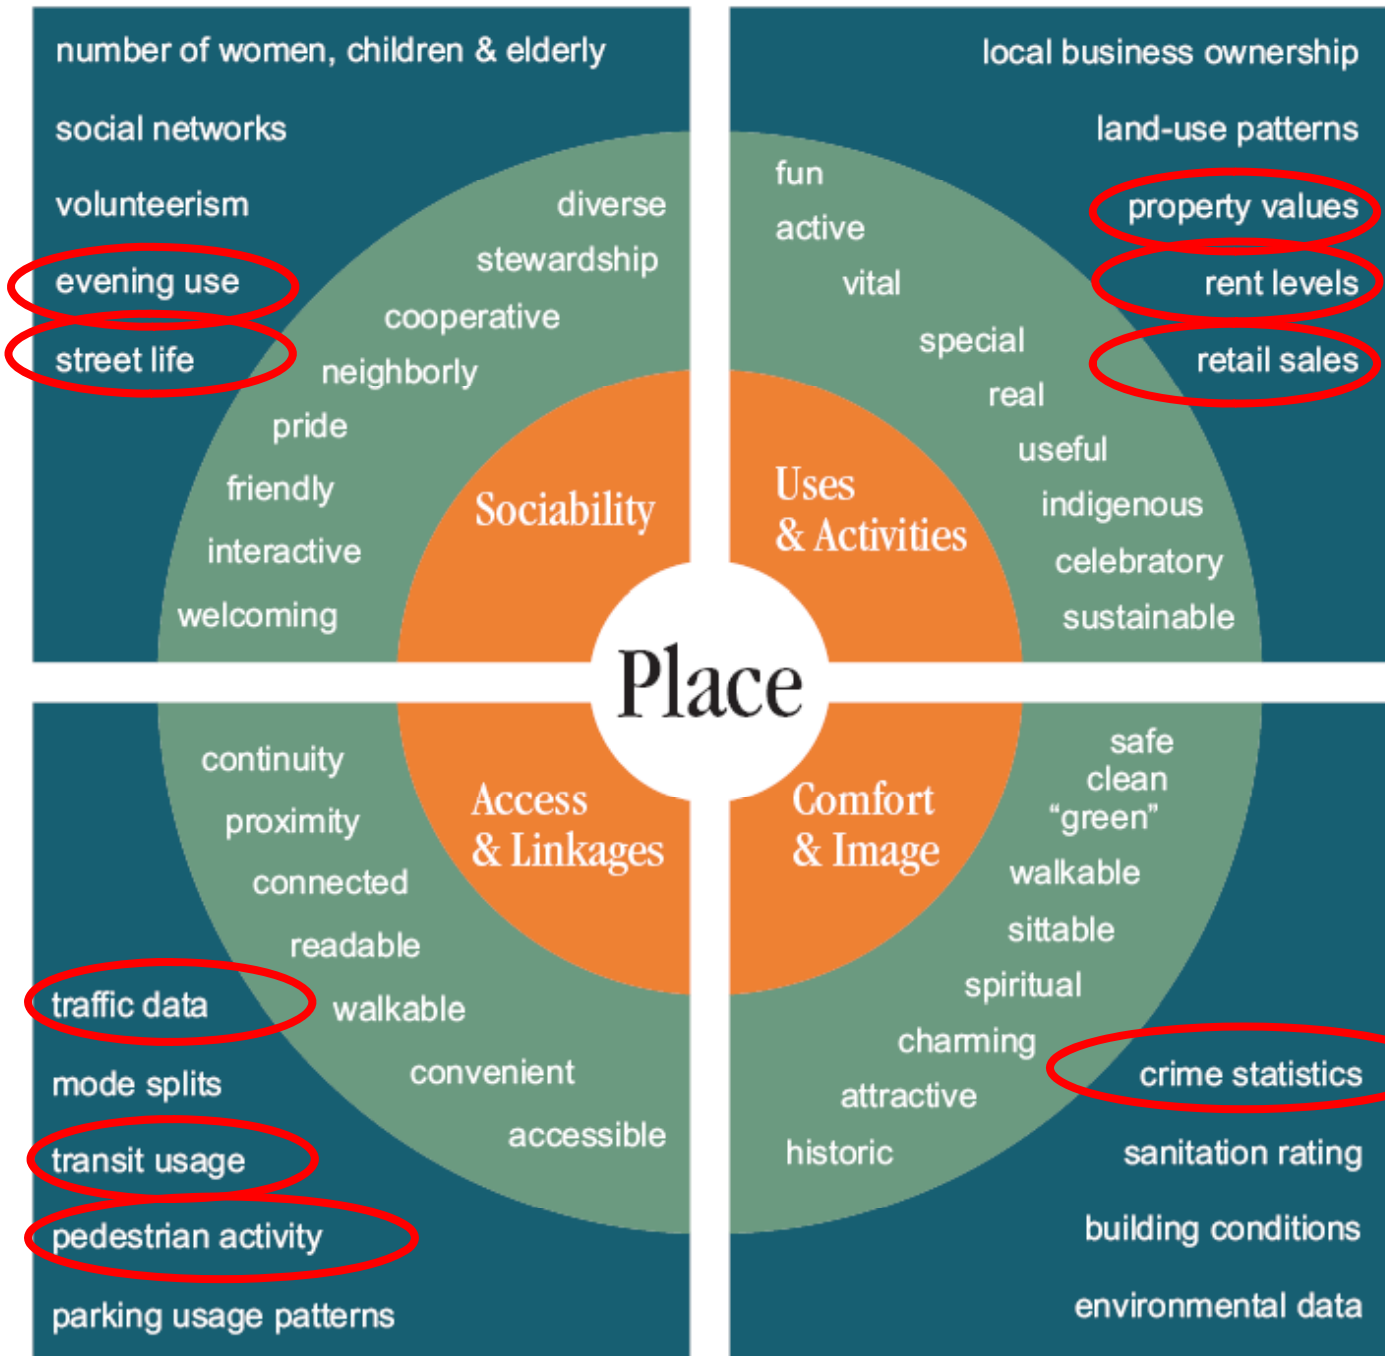 number of women, children & elderly
social networks
volunteerism
evening use
street life
diverse
stewardship
cooperative
neighborly
pride
friendly
interactive
welcoming
Sociability
local business ownership
land-use patterns
property values
rent levels
retail sales
fun
active
vital
special
real
useful
indigenous
celebratory
sustainable
Uses
& Activities
Place
continuity
proximity
connected
readable
walkable
convenient
accessible
Access
& Linkages
traffic data
mode splits
transit usage
pedestrian activity
parking usage patterns
Comfort
& Image
safe
clean
“green”
walkable
sittable
spiritual
charming
attractive
historic
crime statistics
sanitation rating
building conditions
environmental data